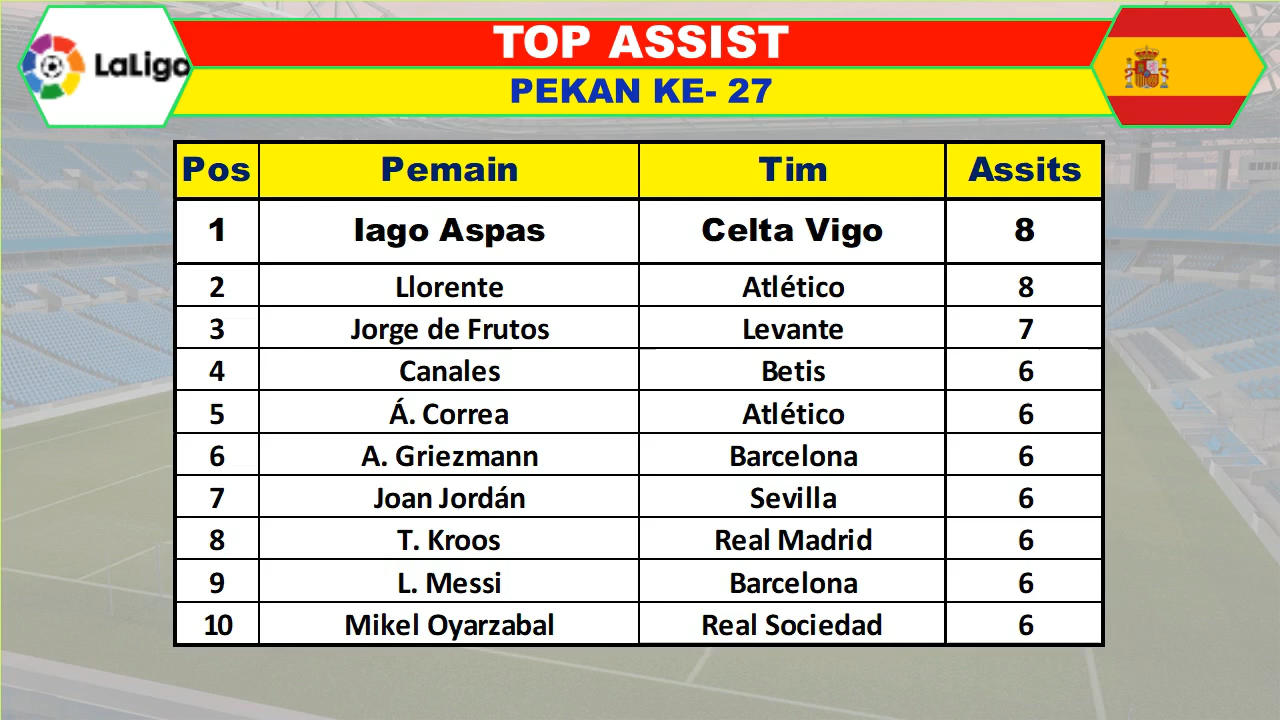 LaLiga
TOP ASSIST
PEKAN KE- 27
Pos Pemain Tim Assits
1 Iago Aspas Celta Vigo 8
2 Llorente Atlético 8
3 Jorge de Frutos Levante 7
4 Canales Betis 6
5 Á. Correa Atlético 6
6 A. Griezmann Barcelona 6
7 Joan Jordán Sevilla 6
8 T. Kroos Real Madrid 6
9 L. Messi Barcelona 6
10 Mikel Oyarzabal Real Sociedad 6